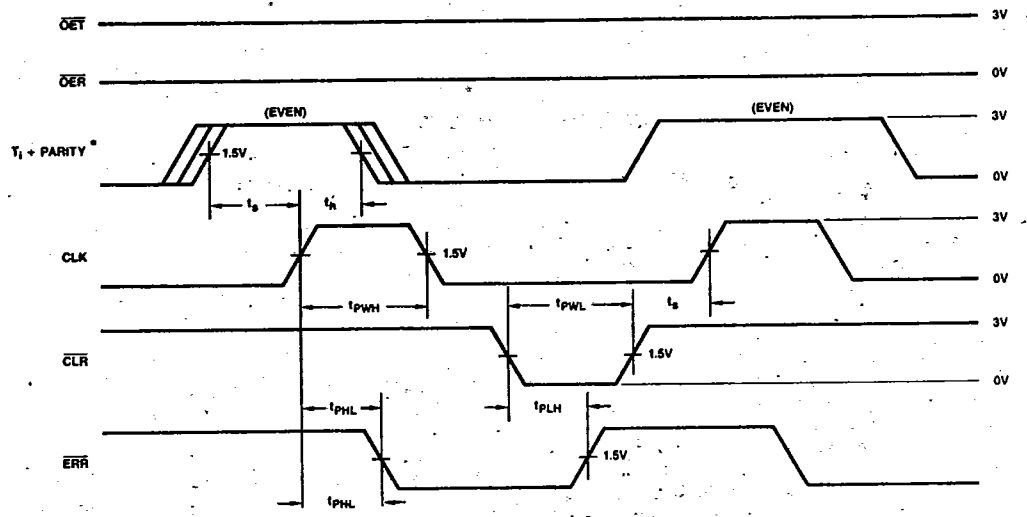 OET 3V
OER 0V
(EVEN) (EVEN) 3V
Ti + PARITY * 1.5V 0V
ts th
3V
CLK 1.5V 0V
tPWH tPWL ts
3V
CLR 1.5V 0V
tPHL tPLH
ERR 1.5V
tPHL